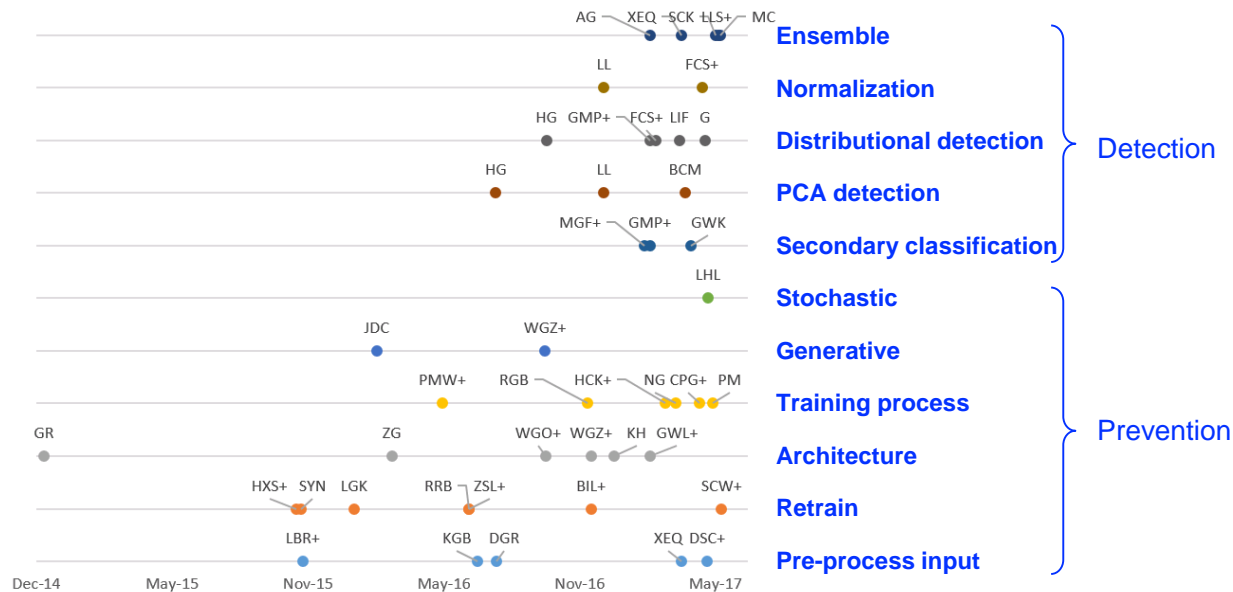 AG XEQ SCK LLS+ MC
Ensemble
LL FCS+
Normalization
HG GMP+ FCS+ LIF G
Distributional detection
Detection
HG LL BCM
PCA detection
MGF+ GMP+ GWK
Secondary classification
LHL
Stochastic
JDC WGZ+
Generative
PMW+ RGB HCK+ NG CPG+ PM
Training process
Prevention
GR ZG WGO+ WGZ+ KH GWL+
Architecture
HXS+ SYN LGK RRB ZSL+ BIL+ SCW+
Retrain
LBR+ KGB DGR XEQ DSC+
Pre-process input
Dec-14 May-15 Nov-15 May-16 Nov-16 May-17